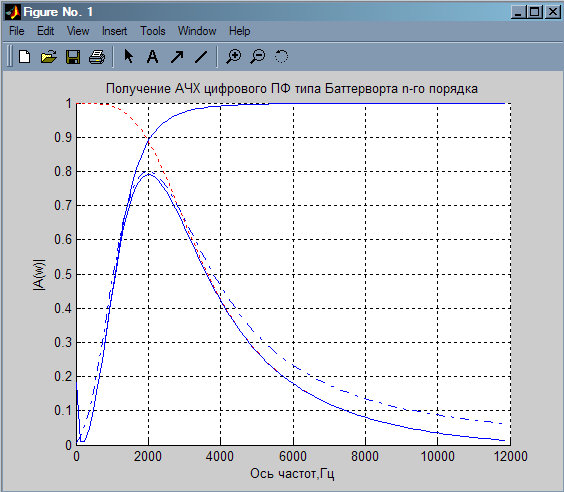 Figure No. 1
File Edit View Insert Tools Window Help
A
Получение АЧХ цифрового ПФ типа Баттерворта n-го порядка
1
0.9
0.8
0.7
0.6
0.5
0.4
0.3
0.2
0.1
0
|A(w)|
0 2000 4000 6000 8000 10000 12000
Ось частот,Гц